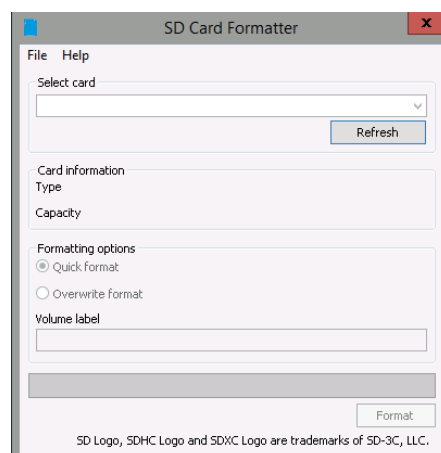 SD Card Formatter
File Help
Select card
Refresh
Card information
Type
Capacity
Formatting options
Quick format
Overwrite format
Volume label
Format
SD Logo, SDHC Logo and SDXC Logo are trademarks of SD-3C, LLC.